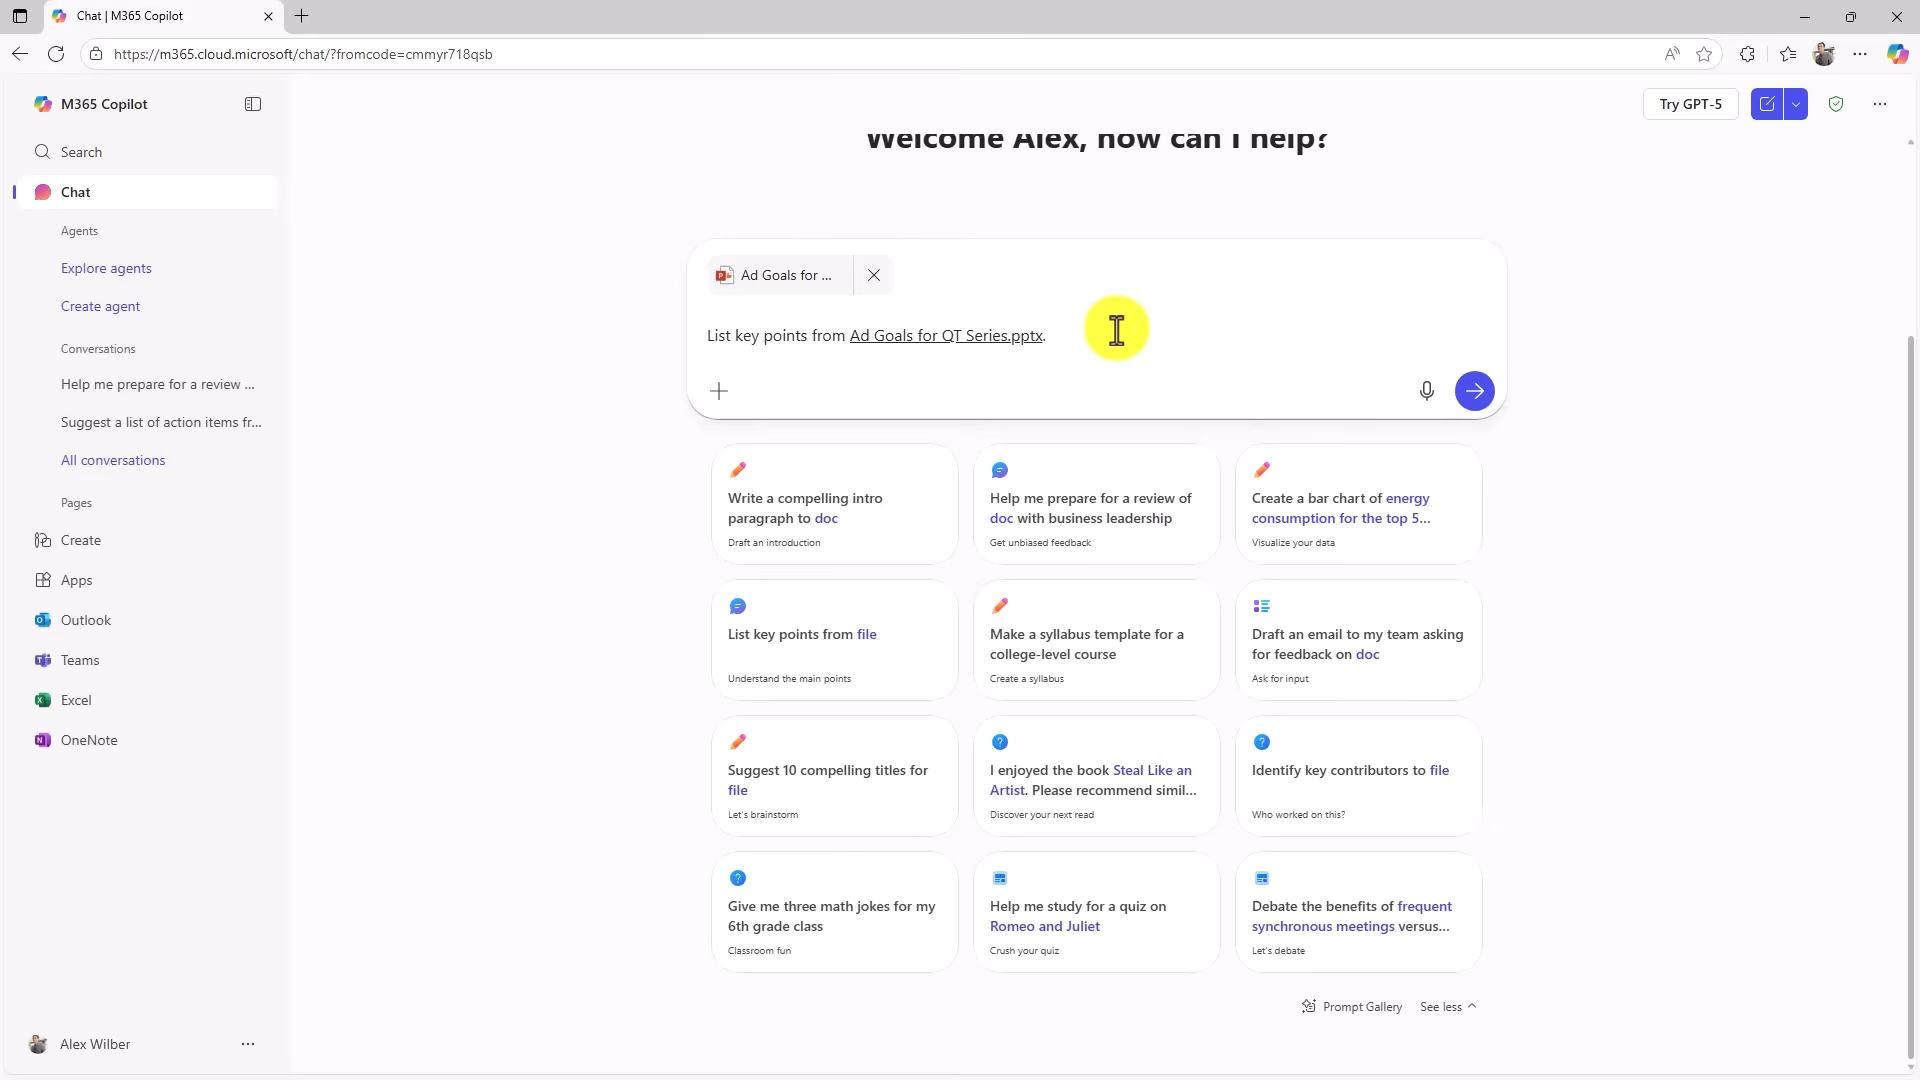 Chat | M365 Copilot
https://m365.cloud.microsoft/chat/?fromcode=cmmyr718qsb
M365 Copilot
Search
Chat
Agents
Explore agents
Create agent
Conversations
Help me prepare for a review ...
Suggest a list of action items fr...
All conversations
Pages
Create
Apps
Outlook
Teams
Excel
OneNote
Alex Wilber
Try GPT-5
Welcome Alex, how can I help?
Ad Goals for ...
List key points from Ad Goals for QT Series.pptx.
Write a compelling intro
paragraph to doc
Draft an introduction
Help me prepare for a review of
doc with business leadership
Get unbiased feedback
Create a bar chart of energy
consumption for the top 5...
Visualize your data
List key points from file
Understand the main points
Make a syllabus template for a
college-level course
Create a syllabus
Draft an email to my team asking
for feedback on doc
Ask for input
Suggest 10 compelling titles for
file
Let's brainstorm
I enjoyed the book Steal Like an
Artist. Please recommend simil...
Discover your next read
Identify key contributors to file
Who worked on this?
Give me three math jokes for my
6th grade class
Classroom fun
Help me study for a quiz on
Romeo and Juliet
Crush your quiz
Debate the benefits of frequent
synchronous meetings versus...
Let's debate
Prompt Gallery
See less